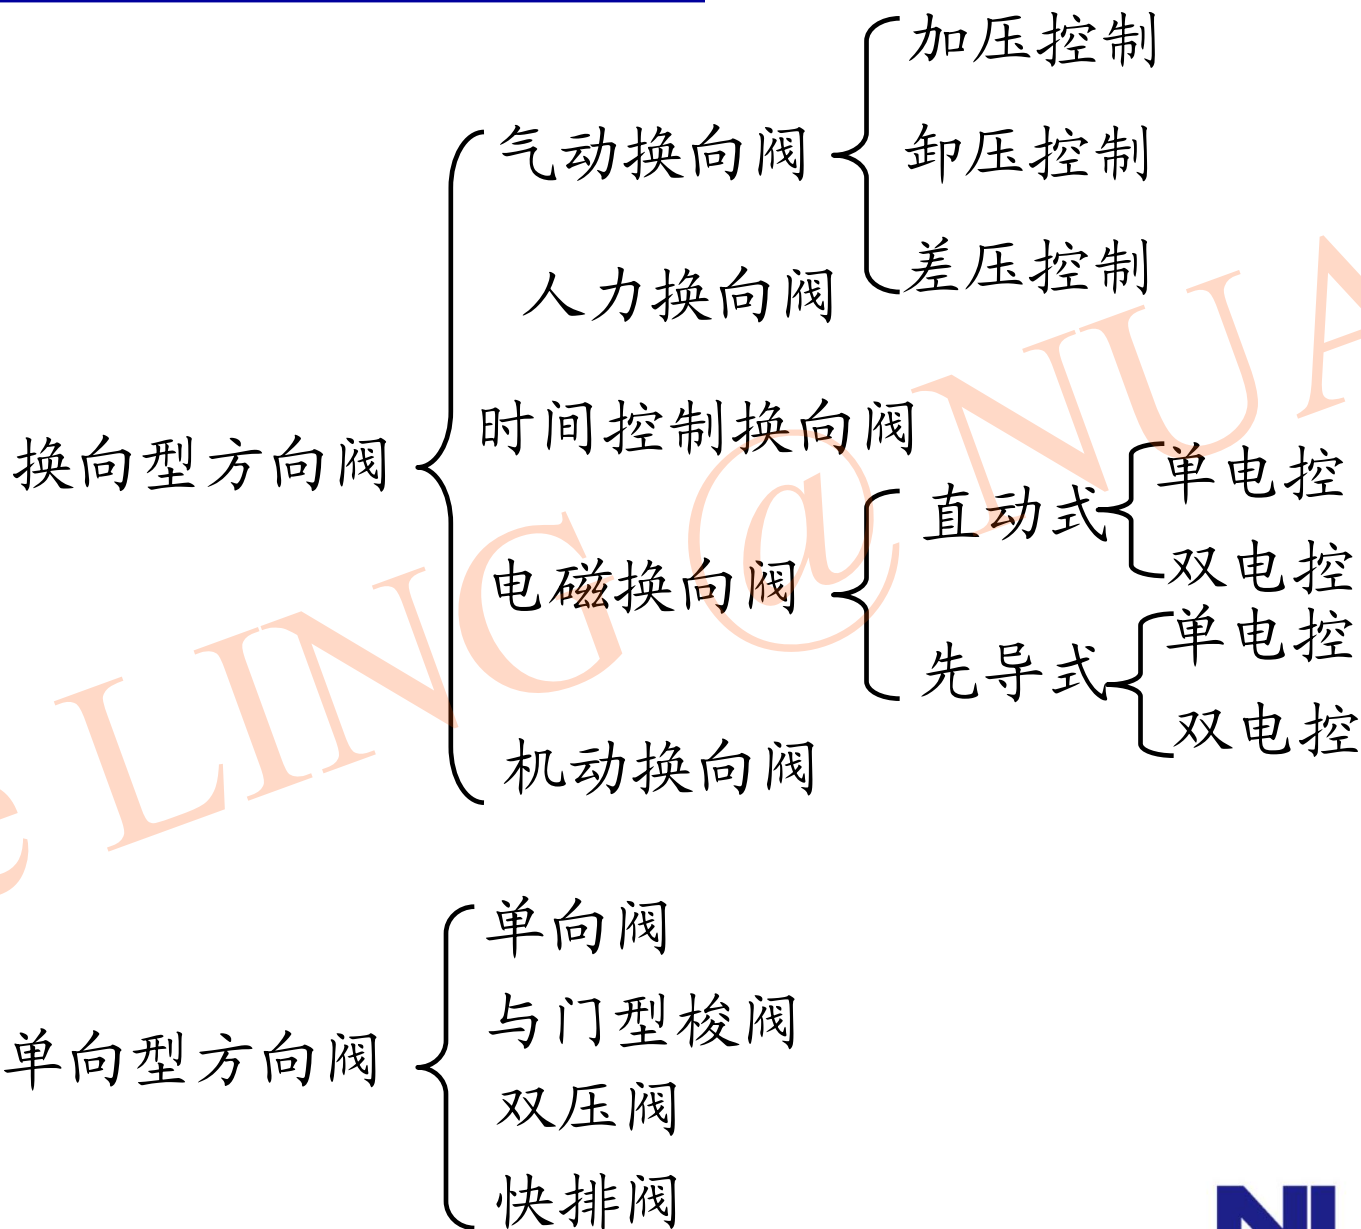 加压控制
气动换向阀
卸压控制
差压控制
人力换向阀
时间控制换向阀
换向型方向阀
单电控
直动式
双电控
电磁换向阀
单电控
先导式
双电控
机动换向阀
单向阀
与门型梭阀
单向型方向阀
双压阀
快排阀
e LING @ NUA